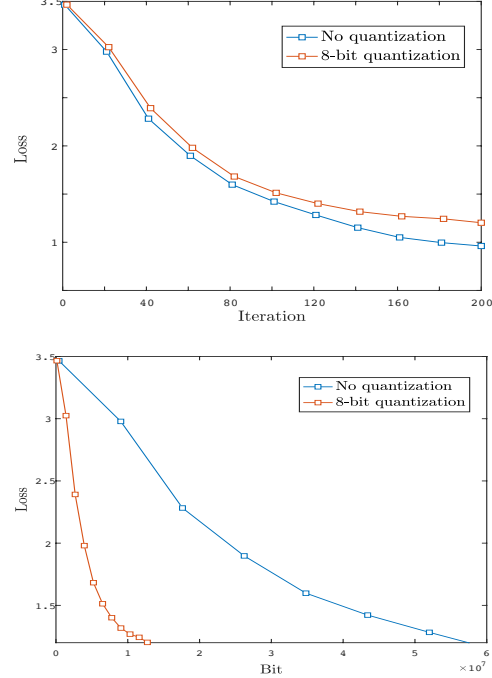 3.5
3
2
1
Loss
0 40 80 120 160 200
Iteration
No quantization
8-bit quantization
3.5
3
2.5
2
1.5
Loss
0 1 2 3 4 5 6
×10⁷
Bit
No quantization
8-bit quantization